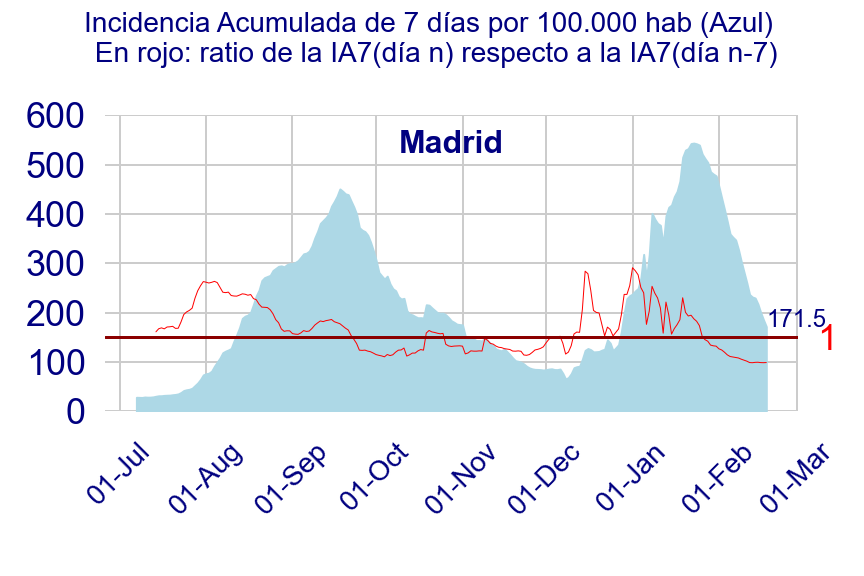 Incidencia Acumulada de 7 días por 100.000 hab (Azul)
En rojo: ratio de la IA7(día n) respecto a la IA7(día n-7)
600
Madrid
500
400
300
200
171.5
1
100
0
01-Jul
01-Aug
01-Sep
01-Oct
01-Nov
01-Dec
01-Jan
01-Feb
01-Mar